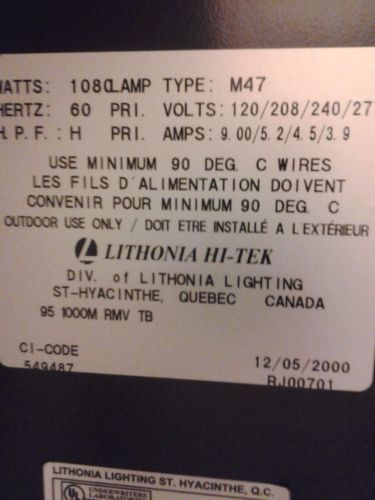 WATTS: 1080 LAMP TYPE: M47
HERTZ: 60 PRI. VOLTS: 120/208/240/27
H.P.F.: H PRI. AMPS: 9.00/5.2/4.5/3.9
USE MINIMUM 90 DEG. C WIRES
LES FILS D'ALIMENTATION DOIVENT
CONVENIR POUR MINIMUM 90 DEG. C
OUTDOOR USE ONLY / DOIT ETRE INSTALLÉ A L'EXTÉRIEUR
LITHONIA HI-TEK
DIV. of LITHONIA LIGHTING
ST-HYACINTHE, QUEBEC CANADA
95 1000M RMV TB
CI-CODE 12/05/2000
549487 RJ00701
LITHONIA LIGHTING ST. HYACINTHE, Q.C.
UL UNDERWRITERS
LABORATORIES